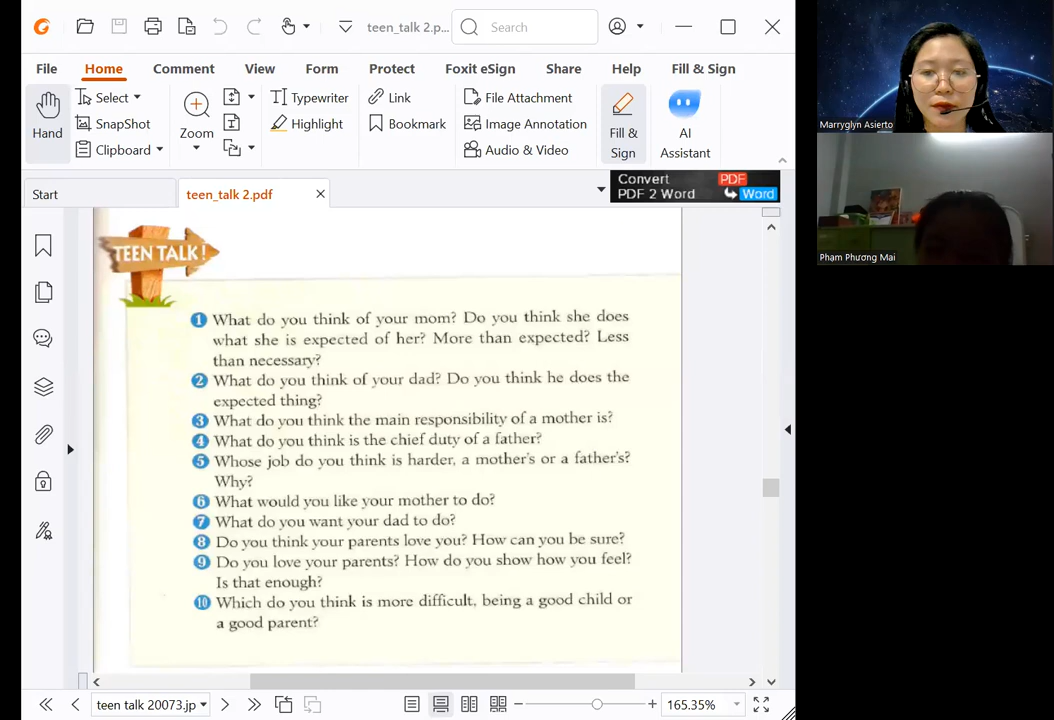 teen_talk 2.p...
Search
File
Home
Comment
View
Form
Protect
Foxit eSign
Share
Help
Fill & Sign
Hand
Select
SnapShot
Clipboard
Zoom
Typewriter
Highlight
Link
Bookmark
File Attachment
Image Annotation
Audio & Video
Fill &
Sign
AI
Assistant
Start
teen_talk 2.pdf
Convert
PDF 2 Word
PDF
Word
Marryglyn Asierto
Phạm Phương Mai
TEEN TALK!
1 What do you think of your mom? Do you think she does
what she is expected of her? More than expected? Less
than necessary?
2 What do you think of your dad? Do you think he does the
expected thing?
3 What do you think the main responsibility of a mother is?
4 What do you think is the chief duty of a father?
5 Whose job do you think is harder, a mother's or a father's?
Why?
6 What would you like your mother to do?
7 What do you want your dad to do?
8 Do you think your parents love you? How can you be sure?
9 Do you love your parents? How do you show how you feel?
Is that enough?
10 Which do you think is more difficult, being a good child or
a good parent?
teen talk 20073.jp
165.35%